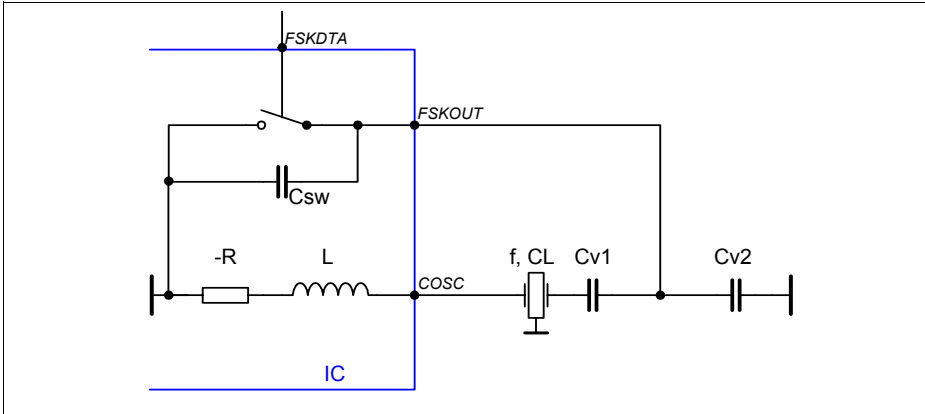 FSKDTA
FSKOUT
Csw
-R L f, CL Cv1 Cv2
COSC
IC